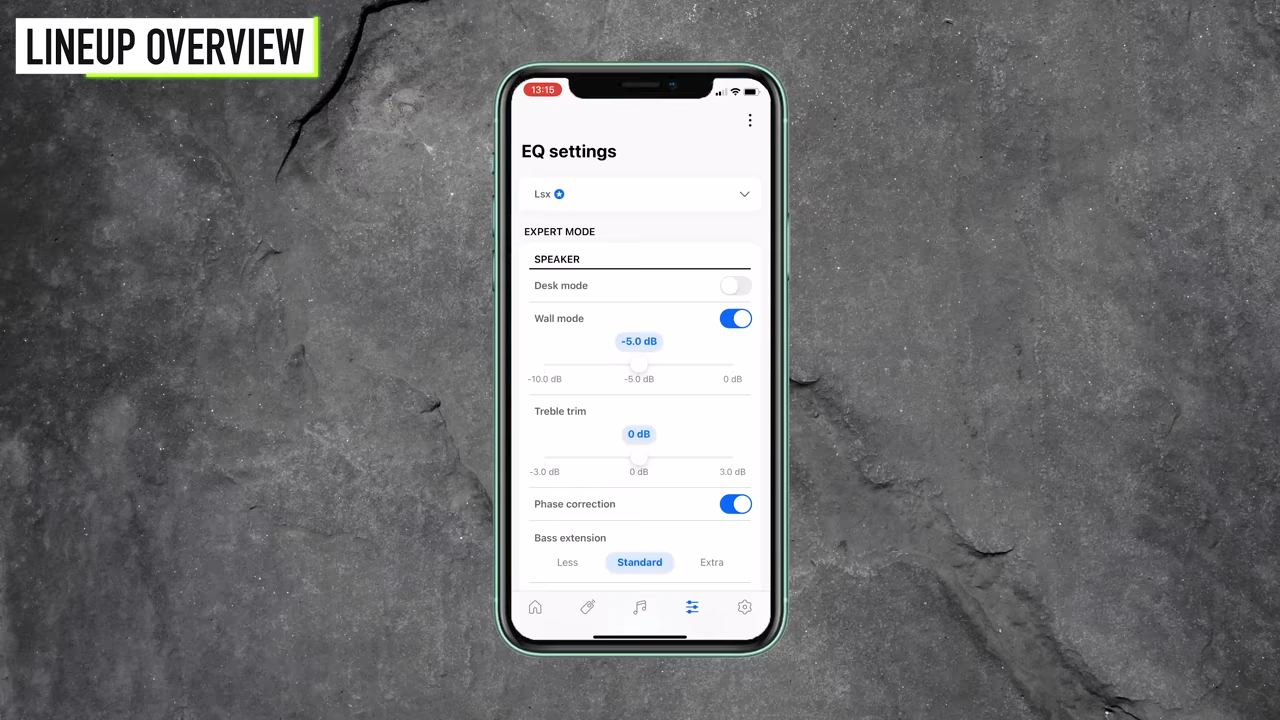 LINEUP OVERVIEW
13:15
EQ settings
Lsx
EXPERT MODE
SPEAKER
Desk mode
Wall mode
-5.0 dB
-10.0 dB -5.0 dB 0 dB
Treble trim
0 dB
-3.0 dB 0 dB 3.0 dB
Phase correction
Bass extension
Less Standard Extra